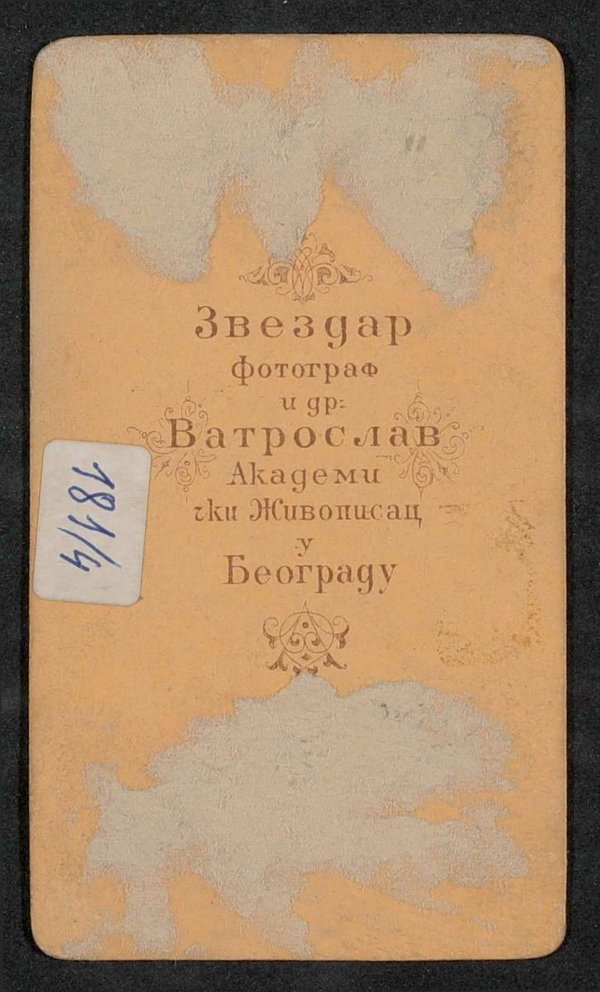 Звездар
фотограф
и др:
Ватрослав
Академи
чки Живописац
у
Београду
181/4